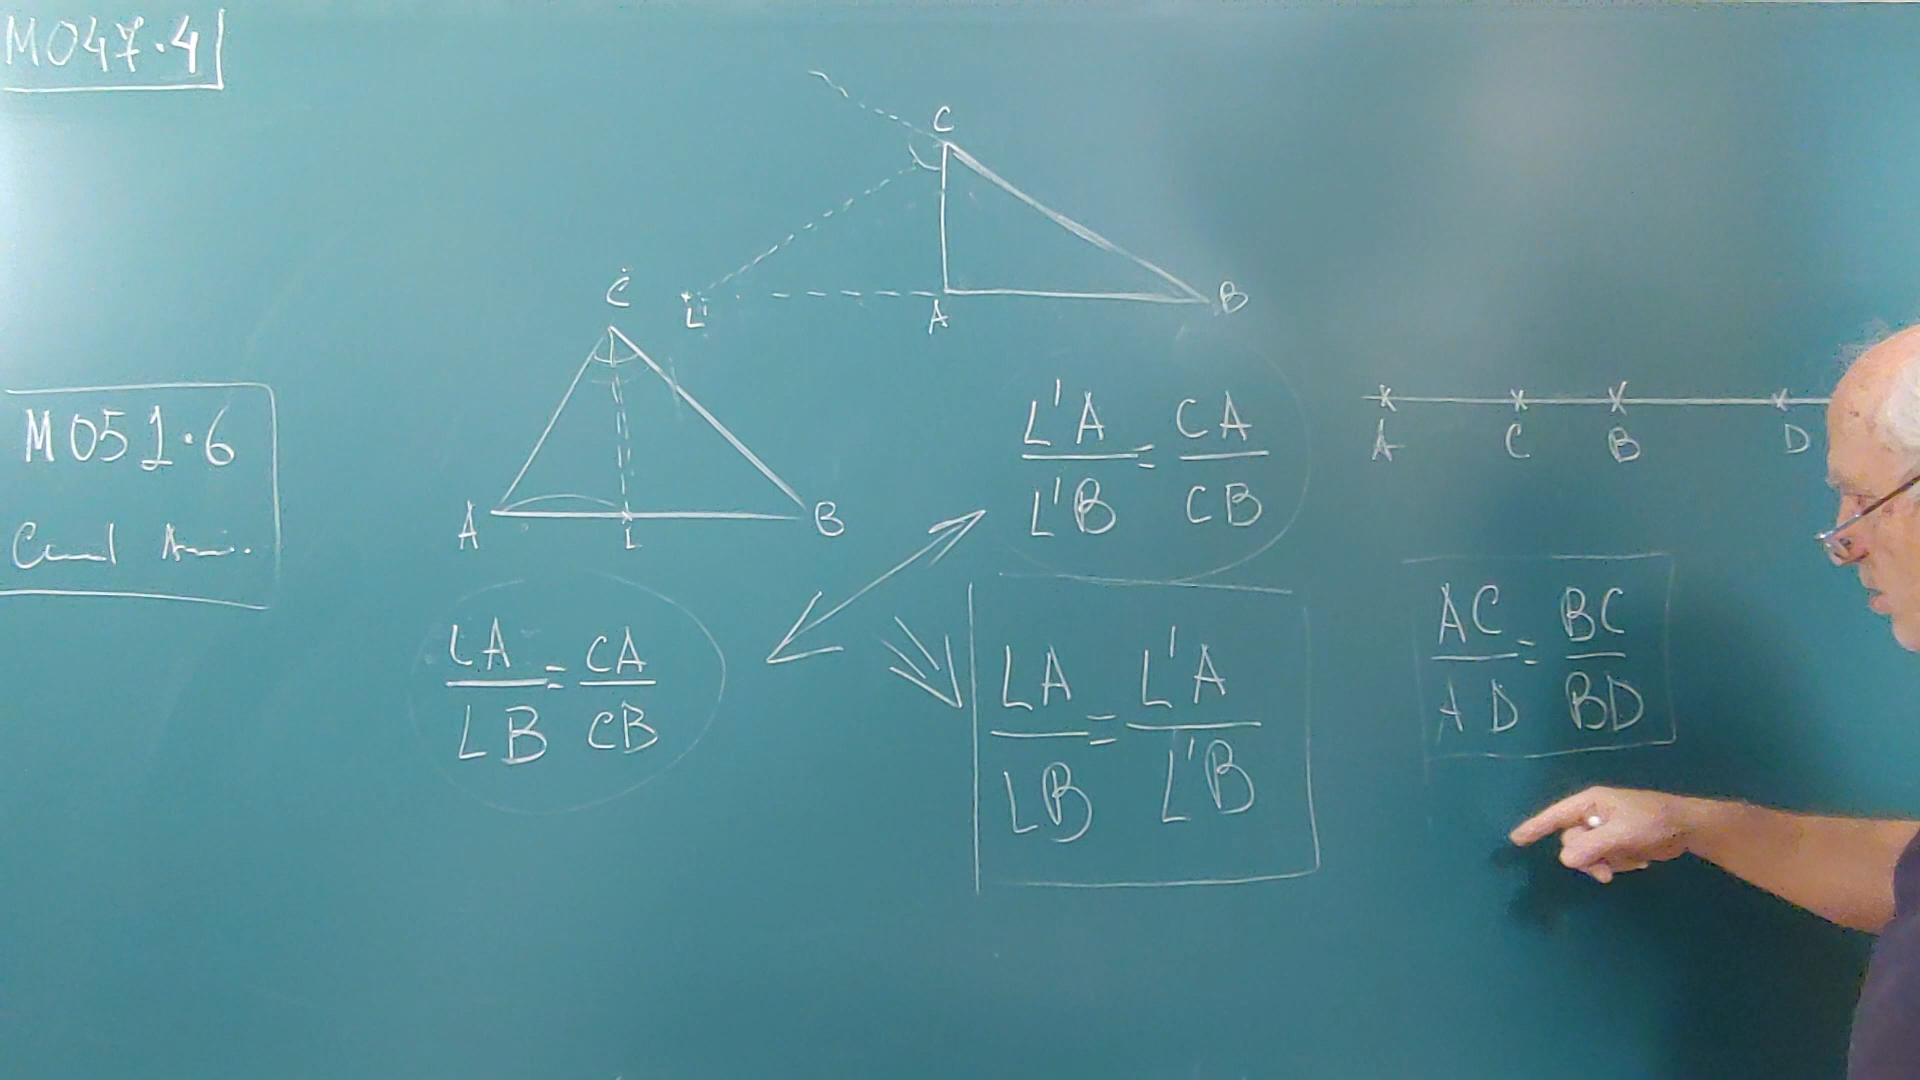 M047.4
C
L' A B
C
A L B
M051.6
L'A/L'B = CA/CB
A C B D
LA/LB = CA/CB
LA/LB = L'A/L'B
AC/AD = BC/BD